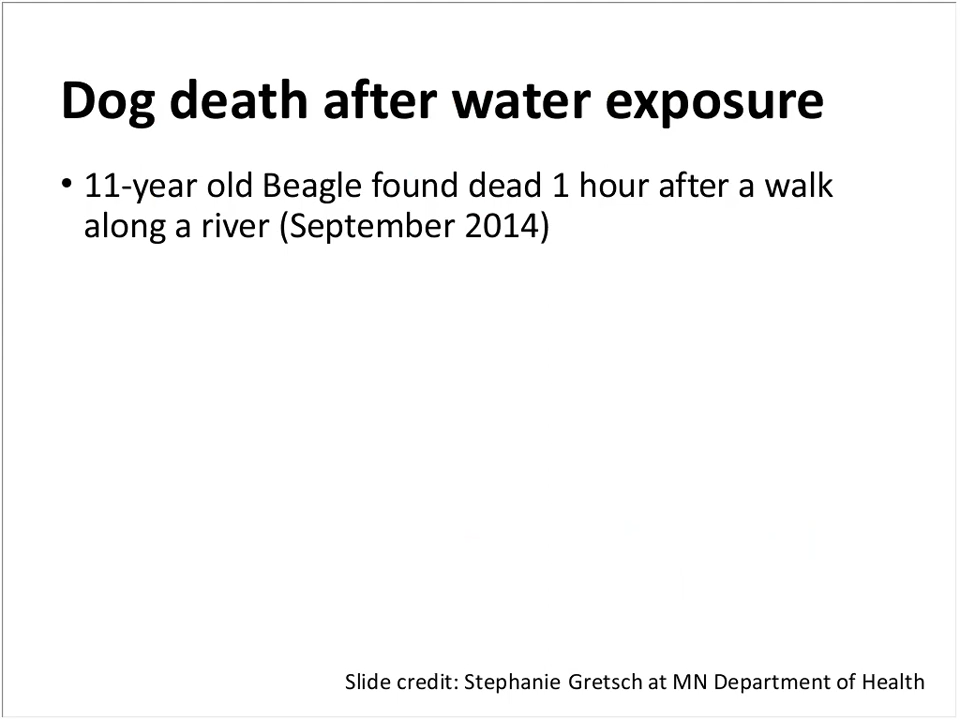 Dog death after water exposure
• 11-year old Beagle found dead 1 hour after a walk
along a river (September 2014)
Slide credit: Stephanie Gretsch at MN Department of Health